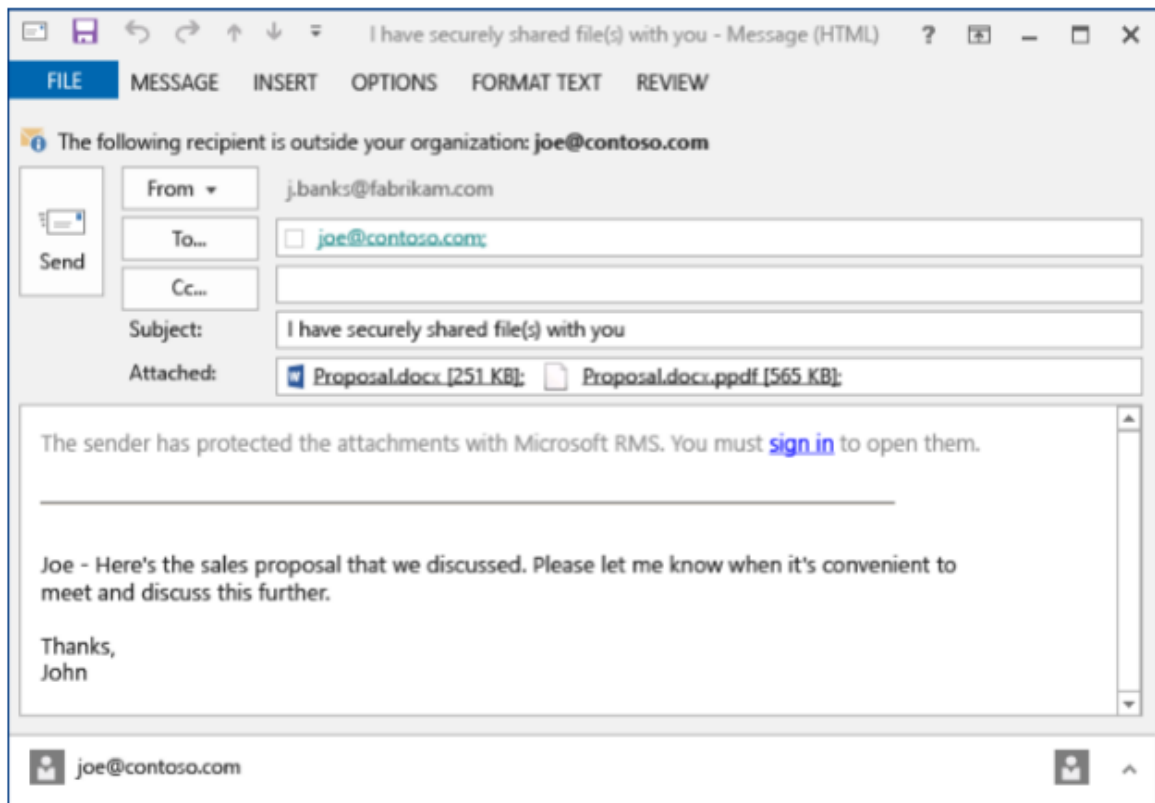 I have securely shared file(s) with you - Message (HTML) ?
FILE MESSAGE INSERT OPTIONS FORMAT TEXT REVIEW
The following recipient is outside your organization: joe@contoso.com
Send
From j.banks@fabrikam.com
To... joe@contoso.com;
Cc...
Subject: I have securely shared file(s) with you
Attached: Proposal.docx [251 KB]; Proposal.docx.ppdf [565 KB];
The sender has protected the attachments with Microsoft RMS. You must sign in to open them.
Joe - Here's the sales proposal that we discussed. Please let me know when it's convenient to
meet and discuss this further.
Thanks,
John
joe@contoso.com